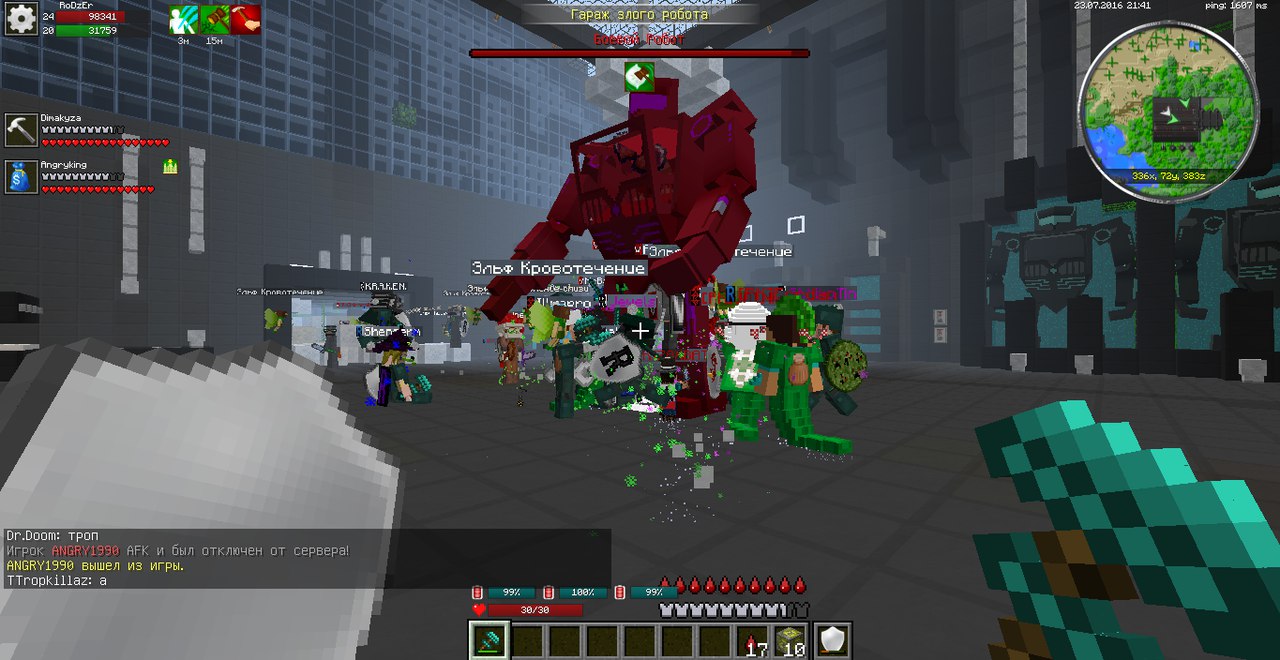 RoDzEr
24 98341
20 31759
3м 15м
Гараж злого робота
Боевой Робот
23.07.2016 21:41
ping: 1607 ms
Dimakyza
Angryking
336x, 72y, 383z
Эльф Кровотечение
Эльф Кровотечение
[KRAKEN]
Dr.Doom: троп
Игрок ANGRY1990 AFK и был отключен от сервера!
ANGRY1990 вышел из игры.
TTropkillaz: а
99% 100% 99%
30/30
17 10